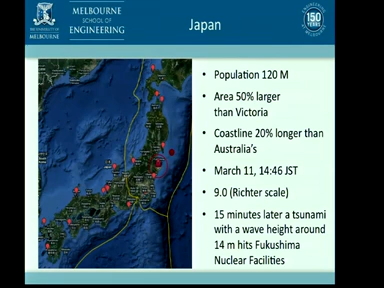 THE UNIVERSITY OF
MELBOURNE
MELBOURNE
SCHOOL OF
ENGINEERING
Japan
150
YEARS
• Population 120 M
• Area 50% larger
than Victoria
• Coastline 20% longer than
Australia's
• March 11, 14:46 JST
• 9.0 (Richter scale)
• 15 minutes later a tsunami
with a wave height around
14 m hits Fukushima
Nuclear Facilities